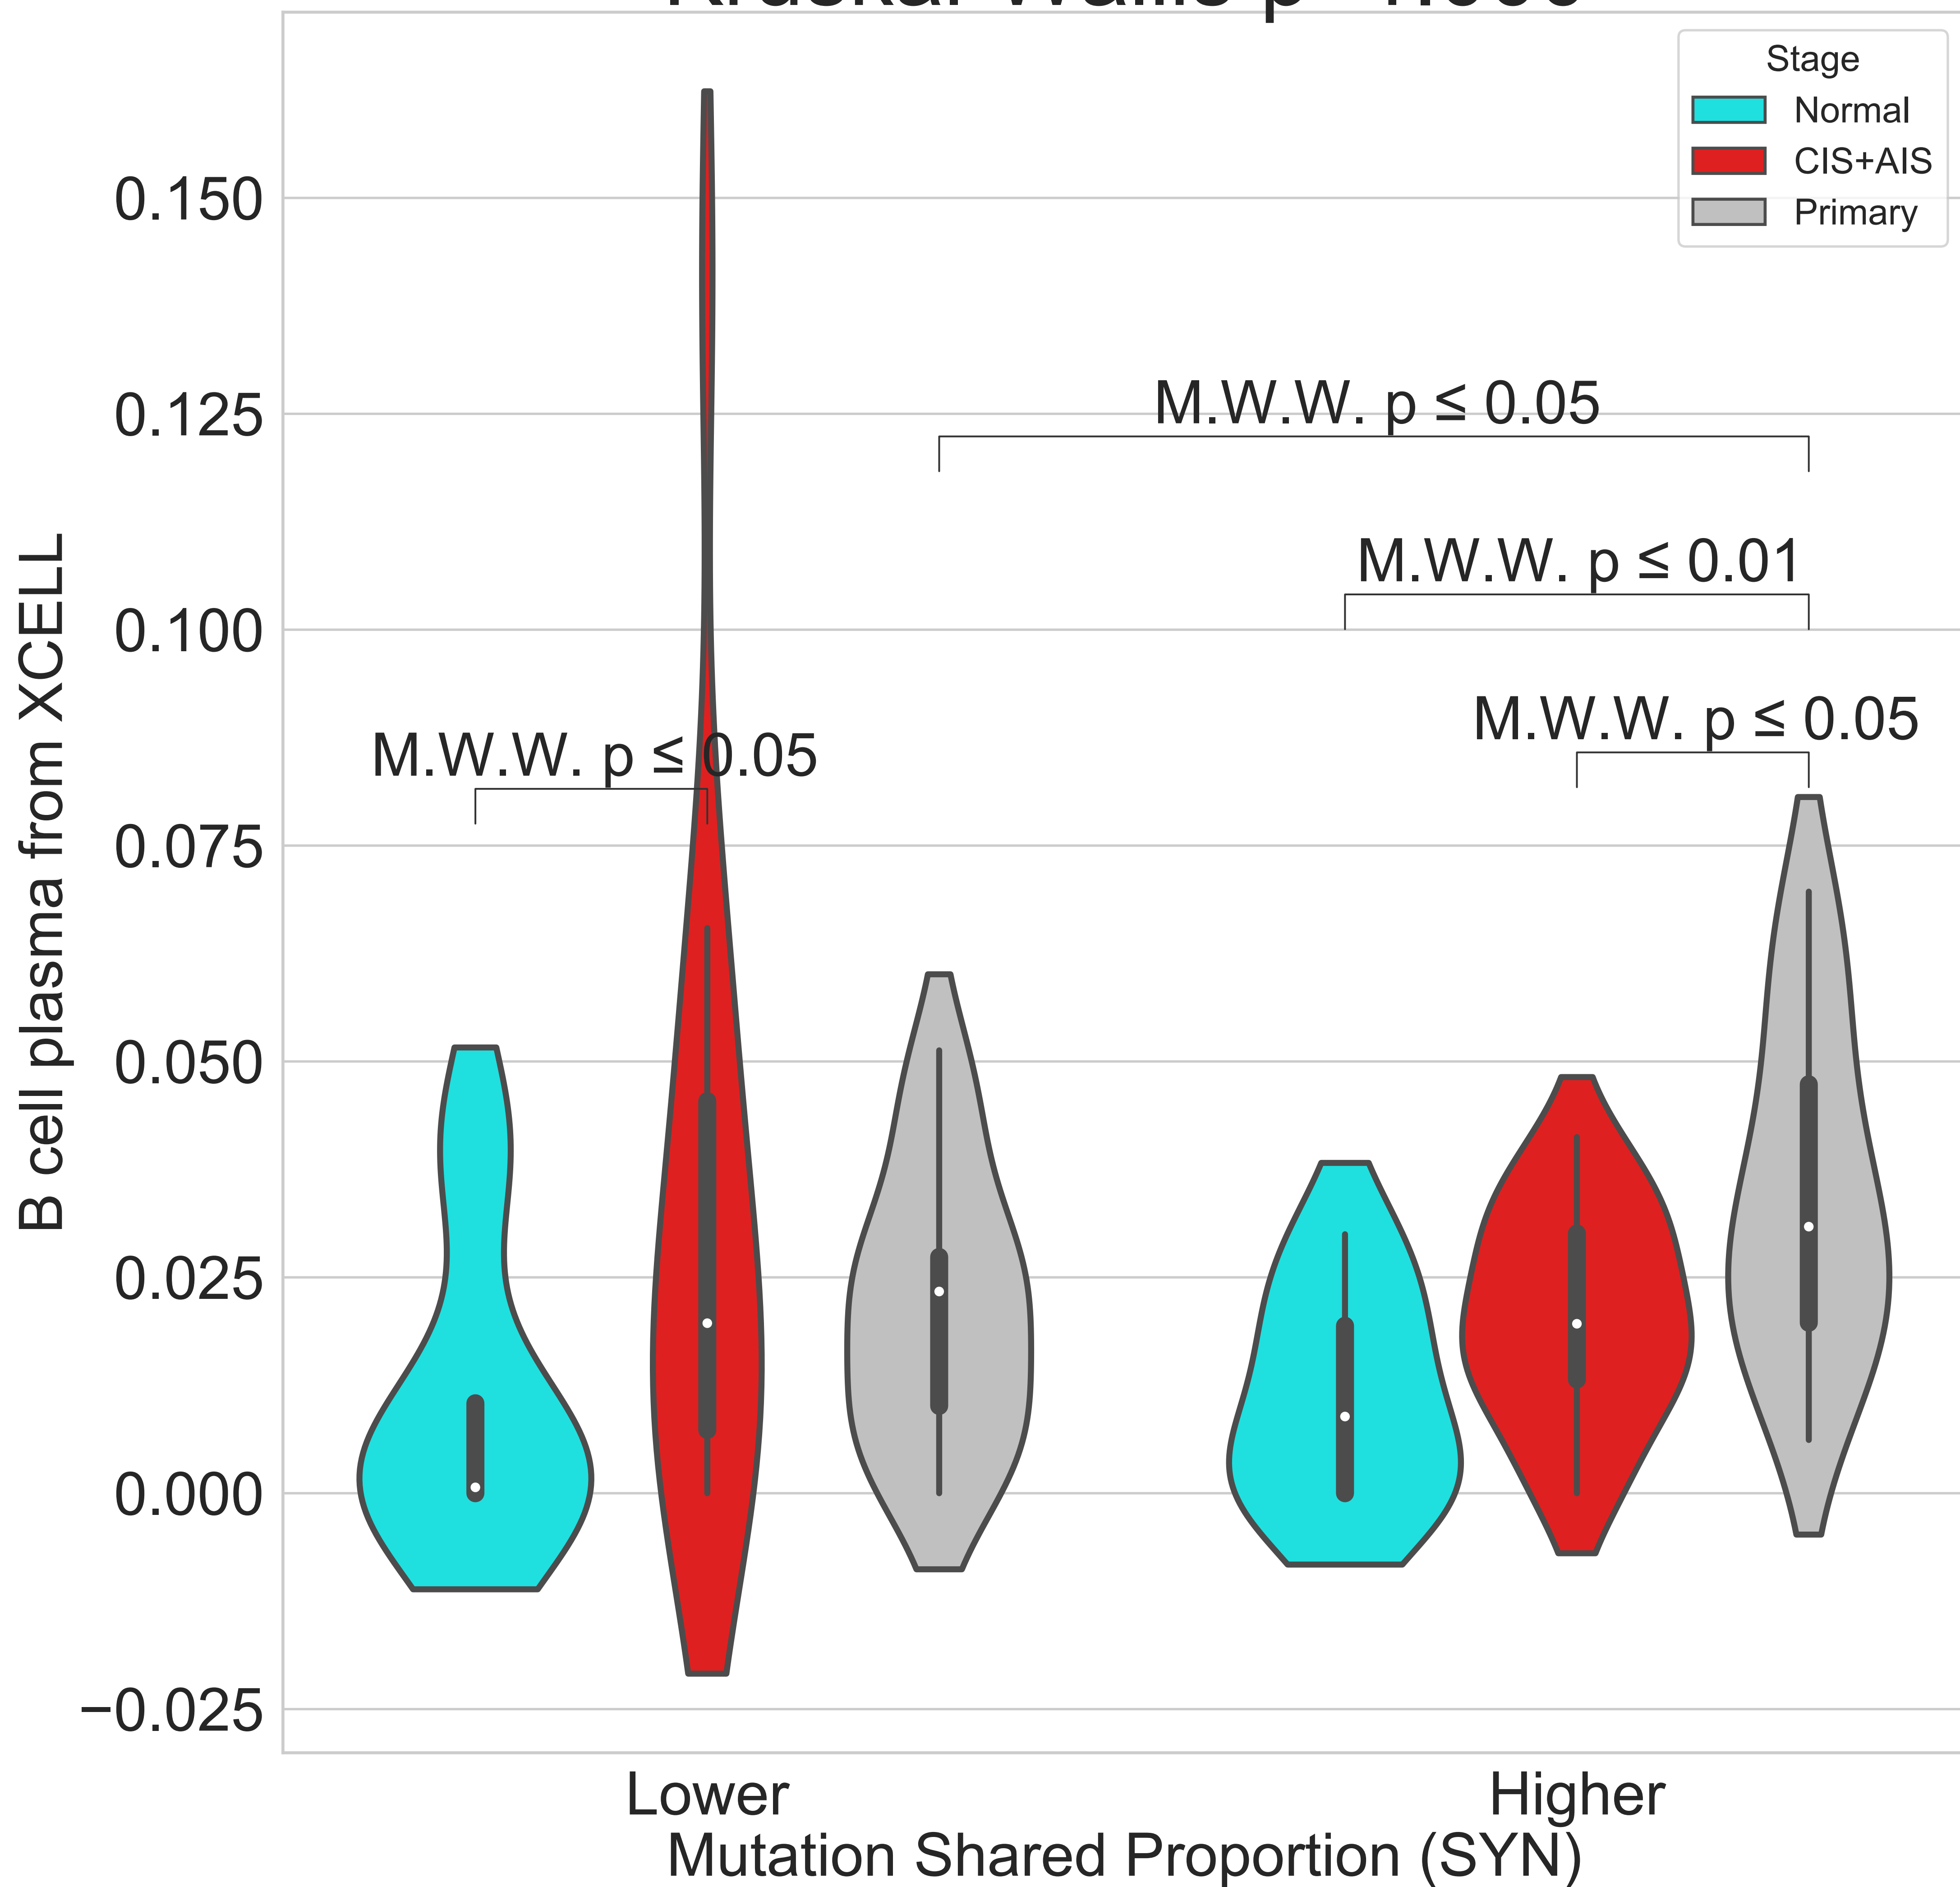 Stage
Normal
CIS+AIS
Primary
0.150
0.125
0.100
0.075
0.050
0.025
0.000
−0.025
B cell plasma from XCELL
M.W.W. p ≤ 0.05
M.W.W. p ≤ 0.01
M.W.W. p ≤ 0.05
M.W.W. p ≤ 0.05
Lower
Higher
Mutation Shared Proportion (SYN)